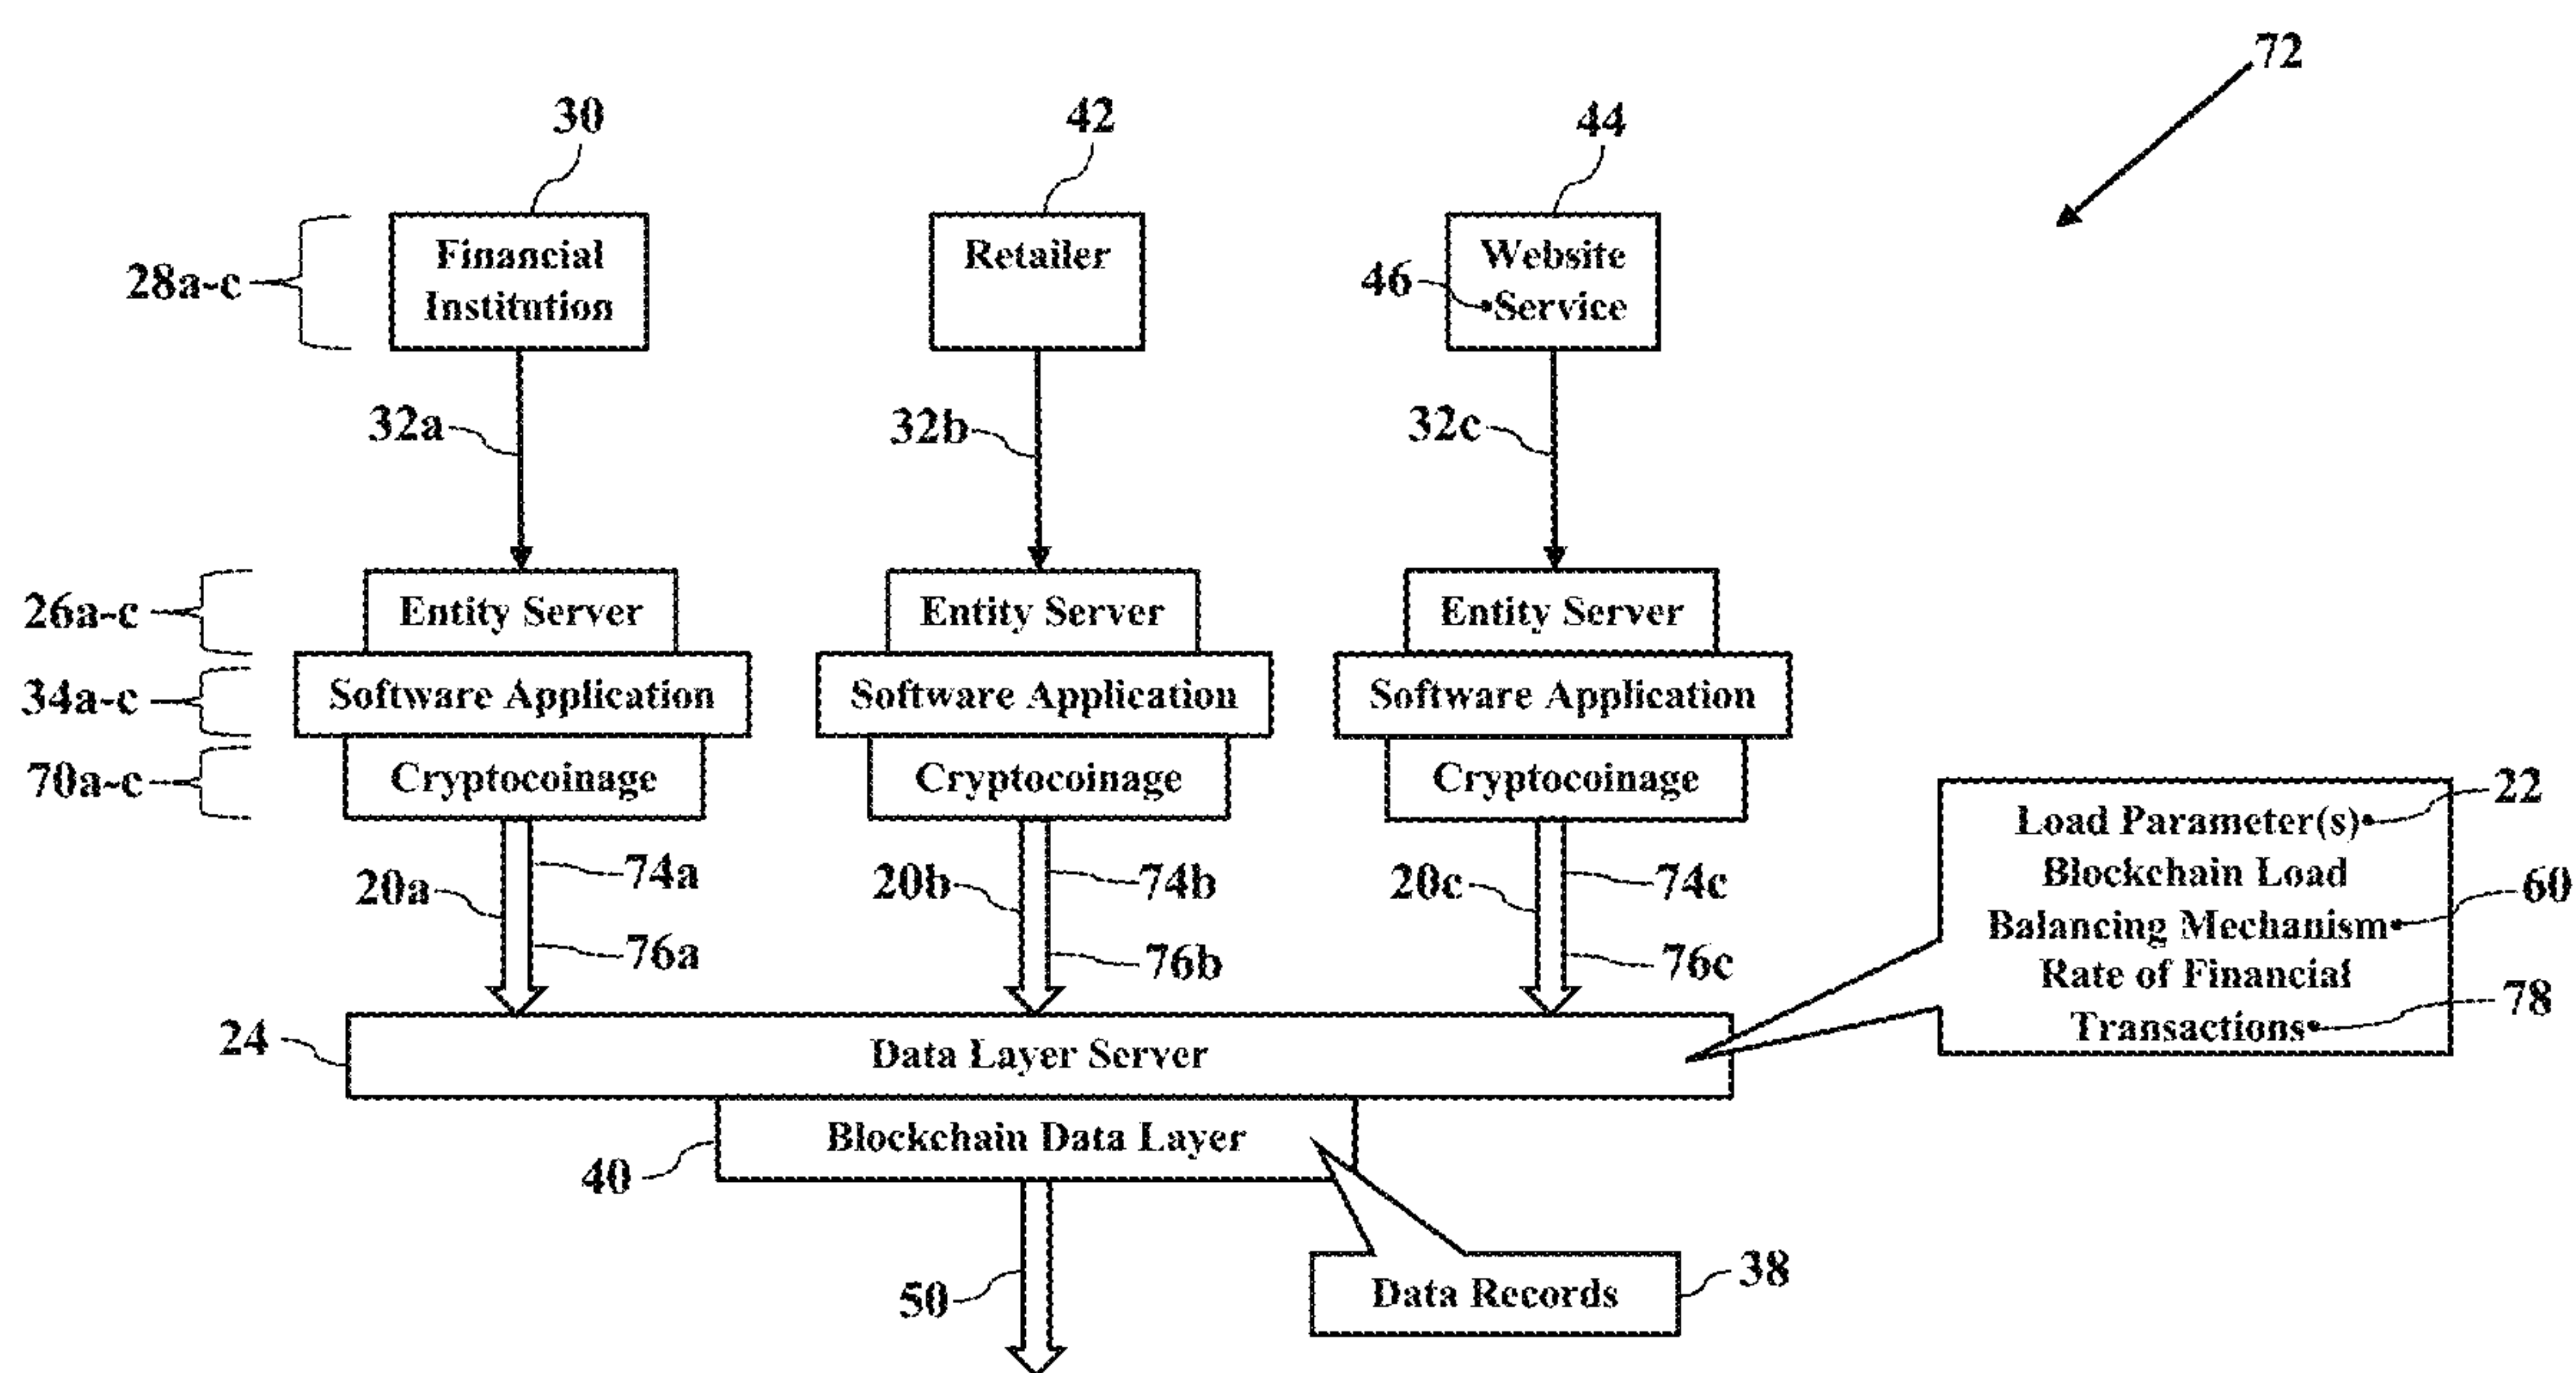 72
30
42
44
28a-c
Financial
Institution
Retailer
Website
46
•Service
32a
32b
32c
26a-c
Entity Server
Entity Server
Entity Server
34a-c
Software Application
Software Application
Software Application
70a-c
Cryptocoinage
Cryptocoinage
Cryptocoinage
20a
74a
76a
20b
74b
76b
20c
74c
76c
Load Parameter(s)•
22
Blockchain Load
Balancing Mechanism•
60
Rate of Financial
Transactions•
78
24
Data Layer Server
40
Blockchain Data Layer
50
Data Records
38